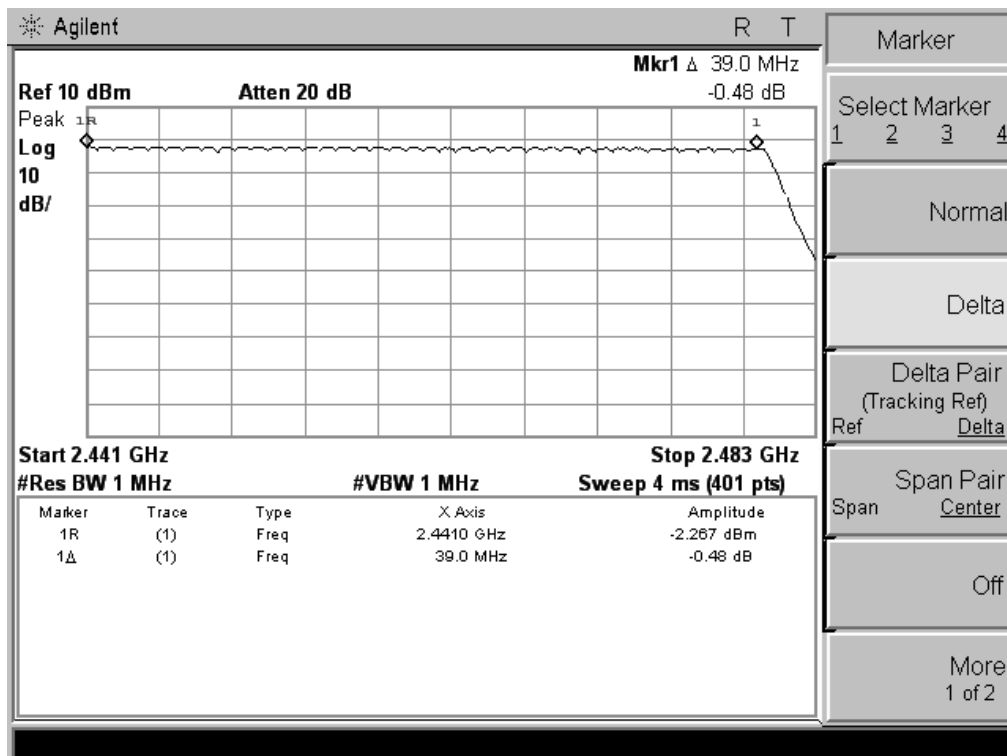 Agilent R T
Mkr1 Δ 39.0 MHz
Ref 10 dBm Atten 20 dB -0.48 dB
Peak
Log
10
dB/
1R
1
Start 2.441 GHz Stop 2.483 GHz
#Res BW 1 MHz #VBW 1 MHz Sweep 4 ms (401 pts)
Marker Trace Type X Axis Amplitude
1R (1) Freq 2.4410 GHz -2.267 dBm
1Δ (1) Freq 39.0 MHz -0.48 dB
Marker
Select Marker
1 2 3 4
Normal
Delta
Delta Pair
(Tracking Ref)
Ref Delta
Span Pair
Span Center
Off
More
1 of 2